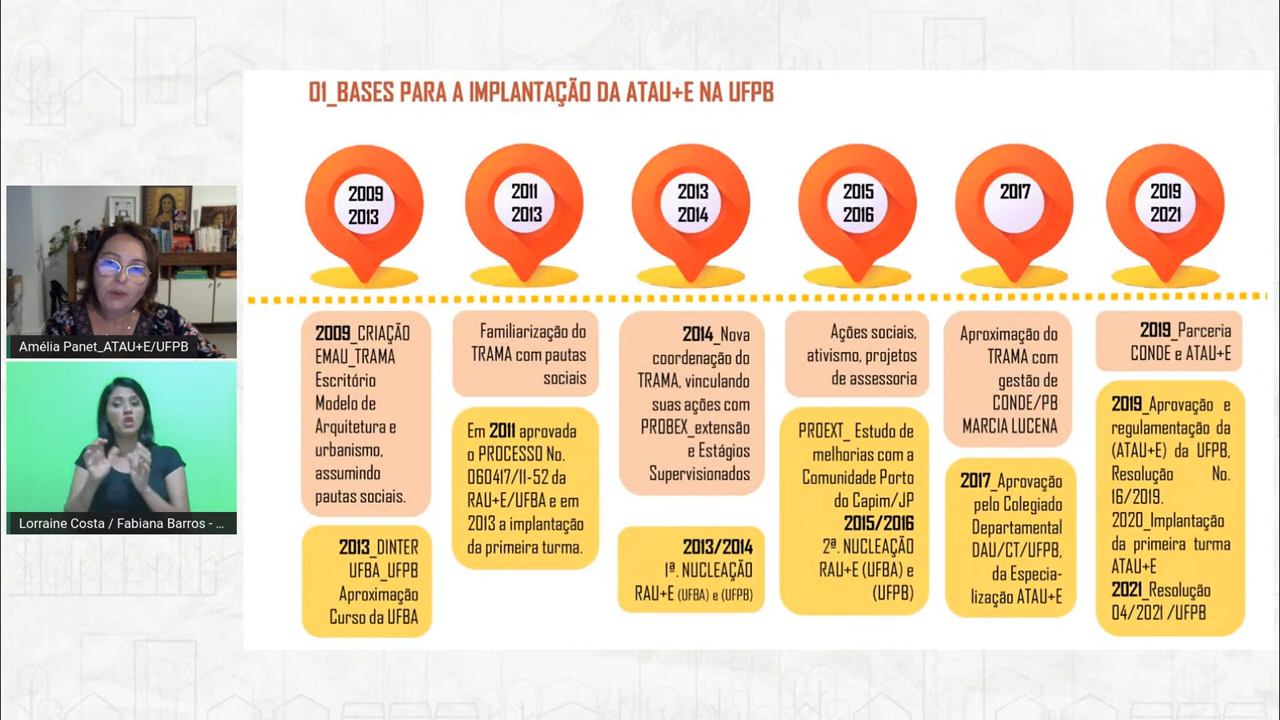 01_BASES PARA A IMPLANTAÇÃO DA ATAU+E NA UFPB
2009
2013
2011
2013
2013
2014
2015
2016
2017
2019
2021
2009_CRIAÇÃO
EMAU_TRAMA
Escritório
Modelo de
Arquitetura e
urbanismo,
assumindo
pautas sociais.
2013_DINTER
UFBA_UFPB
Aproximação
Curso da UFBA
Familiarização do
TRAMA com pautas
sociais
Em 2011 aprovada
o PROCESSO No.
060417/11-52 da
RAU+E/UFBA e em
2013 a implantação
da primeira turma.
2014_Nova
coordenação do
TRAMA, vinculando
suas ações com
PROBEX_extensão
e Estágios
Supervisionados
2013/2014
1ª. NUCLEAÇÃO
RAU+E (UFBA) e (UFPB)
Ações sociais,
ativismo, projetos
de assessoria
PROEXT_ Estudo de
melhorias com a
Comunidade Porto
do Capim/JP
2015/2016
2ª. NUCLEAÇÃO
RAU+E (UFBA) e
(UFPB)
Aproximação do
TRAMA com
gestão de
CONDE/PB
MARCIA LUCENA
2017_Aprovação
pelo Colegiado
Departamental
DAU/CT/UFPB,
da Especia-
lização ATAU+E
2019_Parceria
CONDE e ATAU+E
2019_Aprovação e
regulamentação da
(ATAU+E) da UFPB,
Resolução No.
16/2019.
2020_Implantação
da primeira turma
ATAU+E
2021_Resolução
04/2021 /UFPB
Amélia Panet_ATAU+E/UFPB
Lorraine Costa / Fabiana Barros - ...